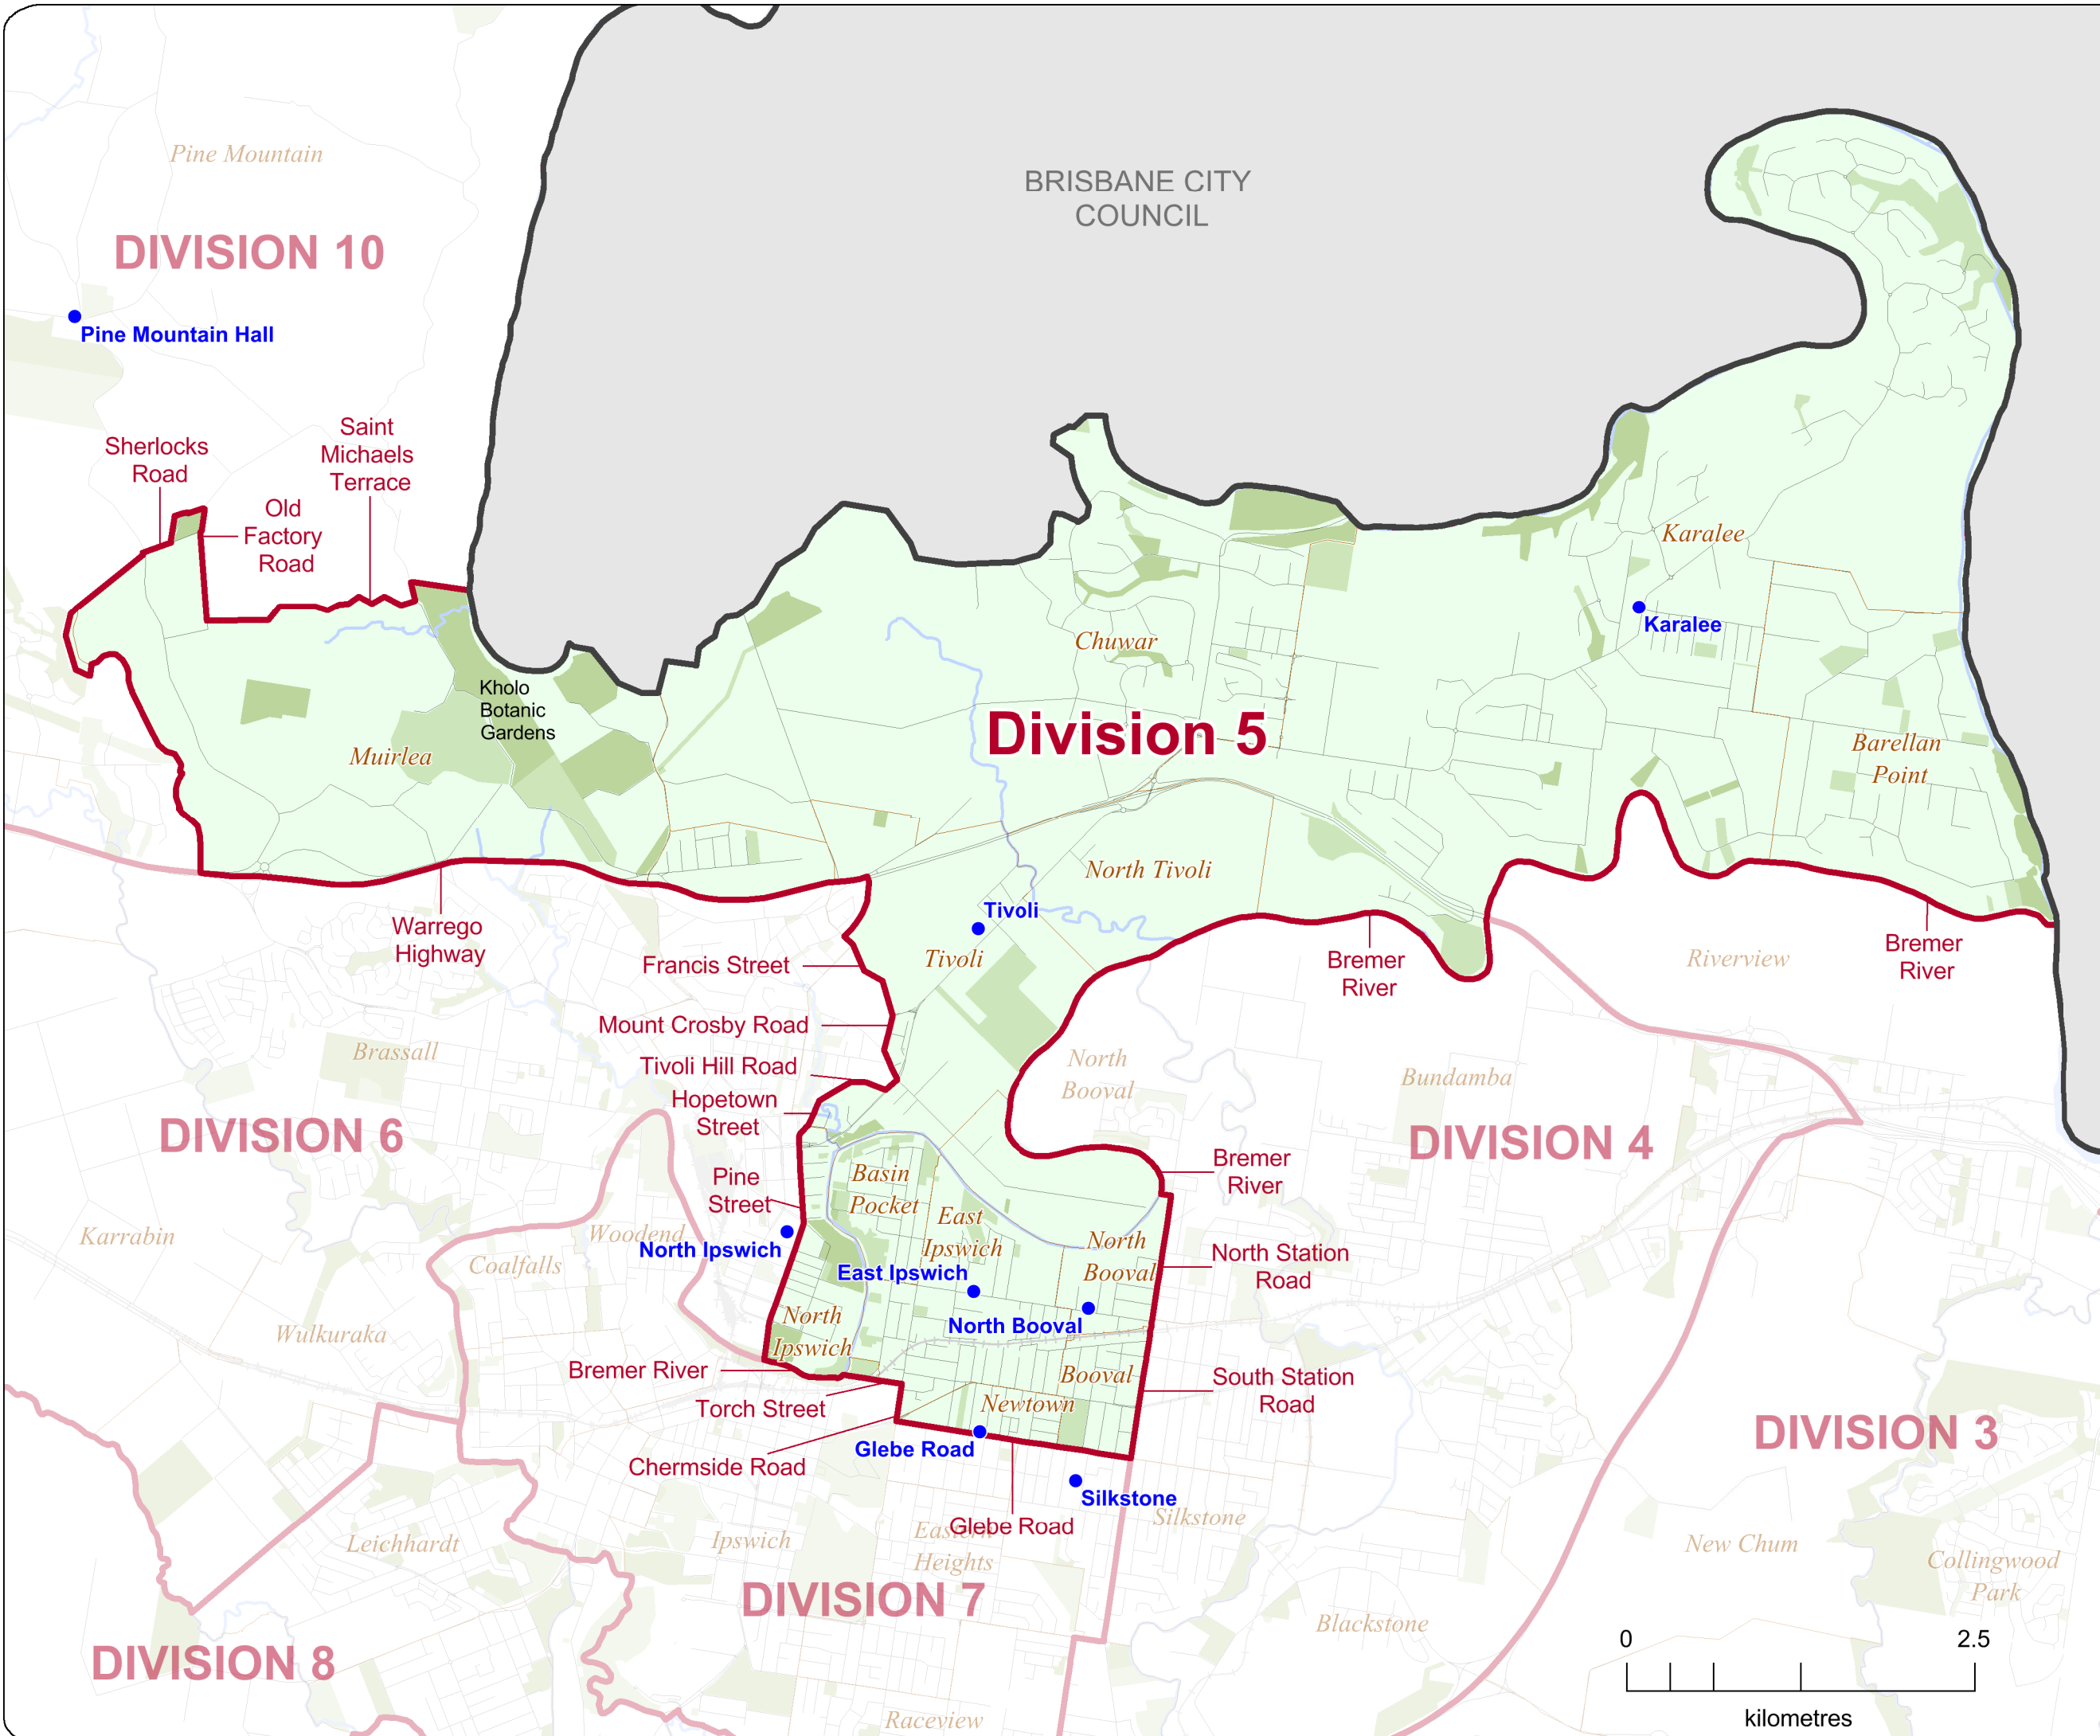 Pine Mountain
BRISBANE CITY
COUNCIL
DIVISION 10
Pine Mountain Hall
Sherlocks
Road
Saint
Michaels
Terrace
Old
Factory
Road
Karalee
Karalee
Chuwar
Kholo
Botanic
Gardens
Muirlea
Division 5
Barellan
Point
North Tivoli
Tivoli
Tivoli
Warrego
Highway
Francis Street
Bremer
River
Riverview
Bremer
River
Mount Crosby Road
Brassall
Tivoli Hill Road
North
Booval
Bundamba
Hopetown
Street
DIVISION 6
DIVISION 4
Pine
Street
Basin
Pocket
Bremer
River
Karrabin
Woodend
North Ipswich
East
Ipswich
North
Booval
North Station
Road
Coalfalls
East Ipswich
Wulkuraka
North
Ipswich
North Booval
Bremer River
Booval
South Station
Road
Torch Street
Newtown
DIVISION 3
Glebe Road
Chermside Road
Silkstone
Silkstone
Glebe Road
Leichhardt
Ipswich
Eastern
Heights
New Chum
Collingwood
Park
DIVISION 7
Blackstone
DIVISION 8
Raceview
0 2.5
kilometres